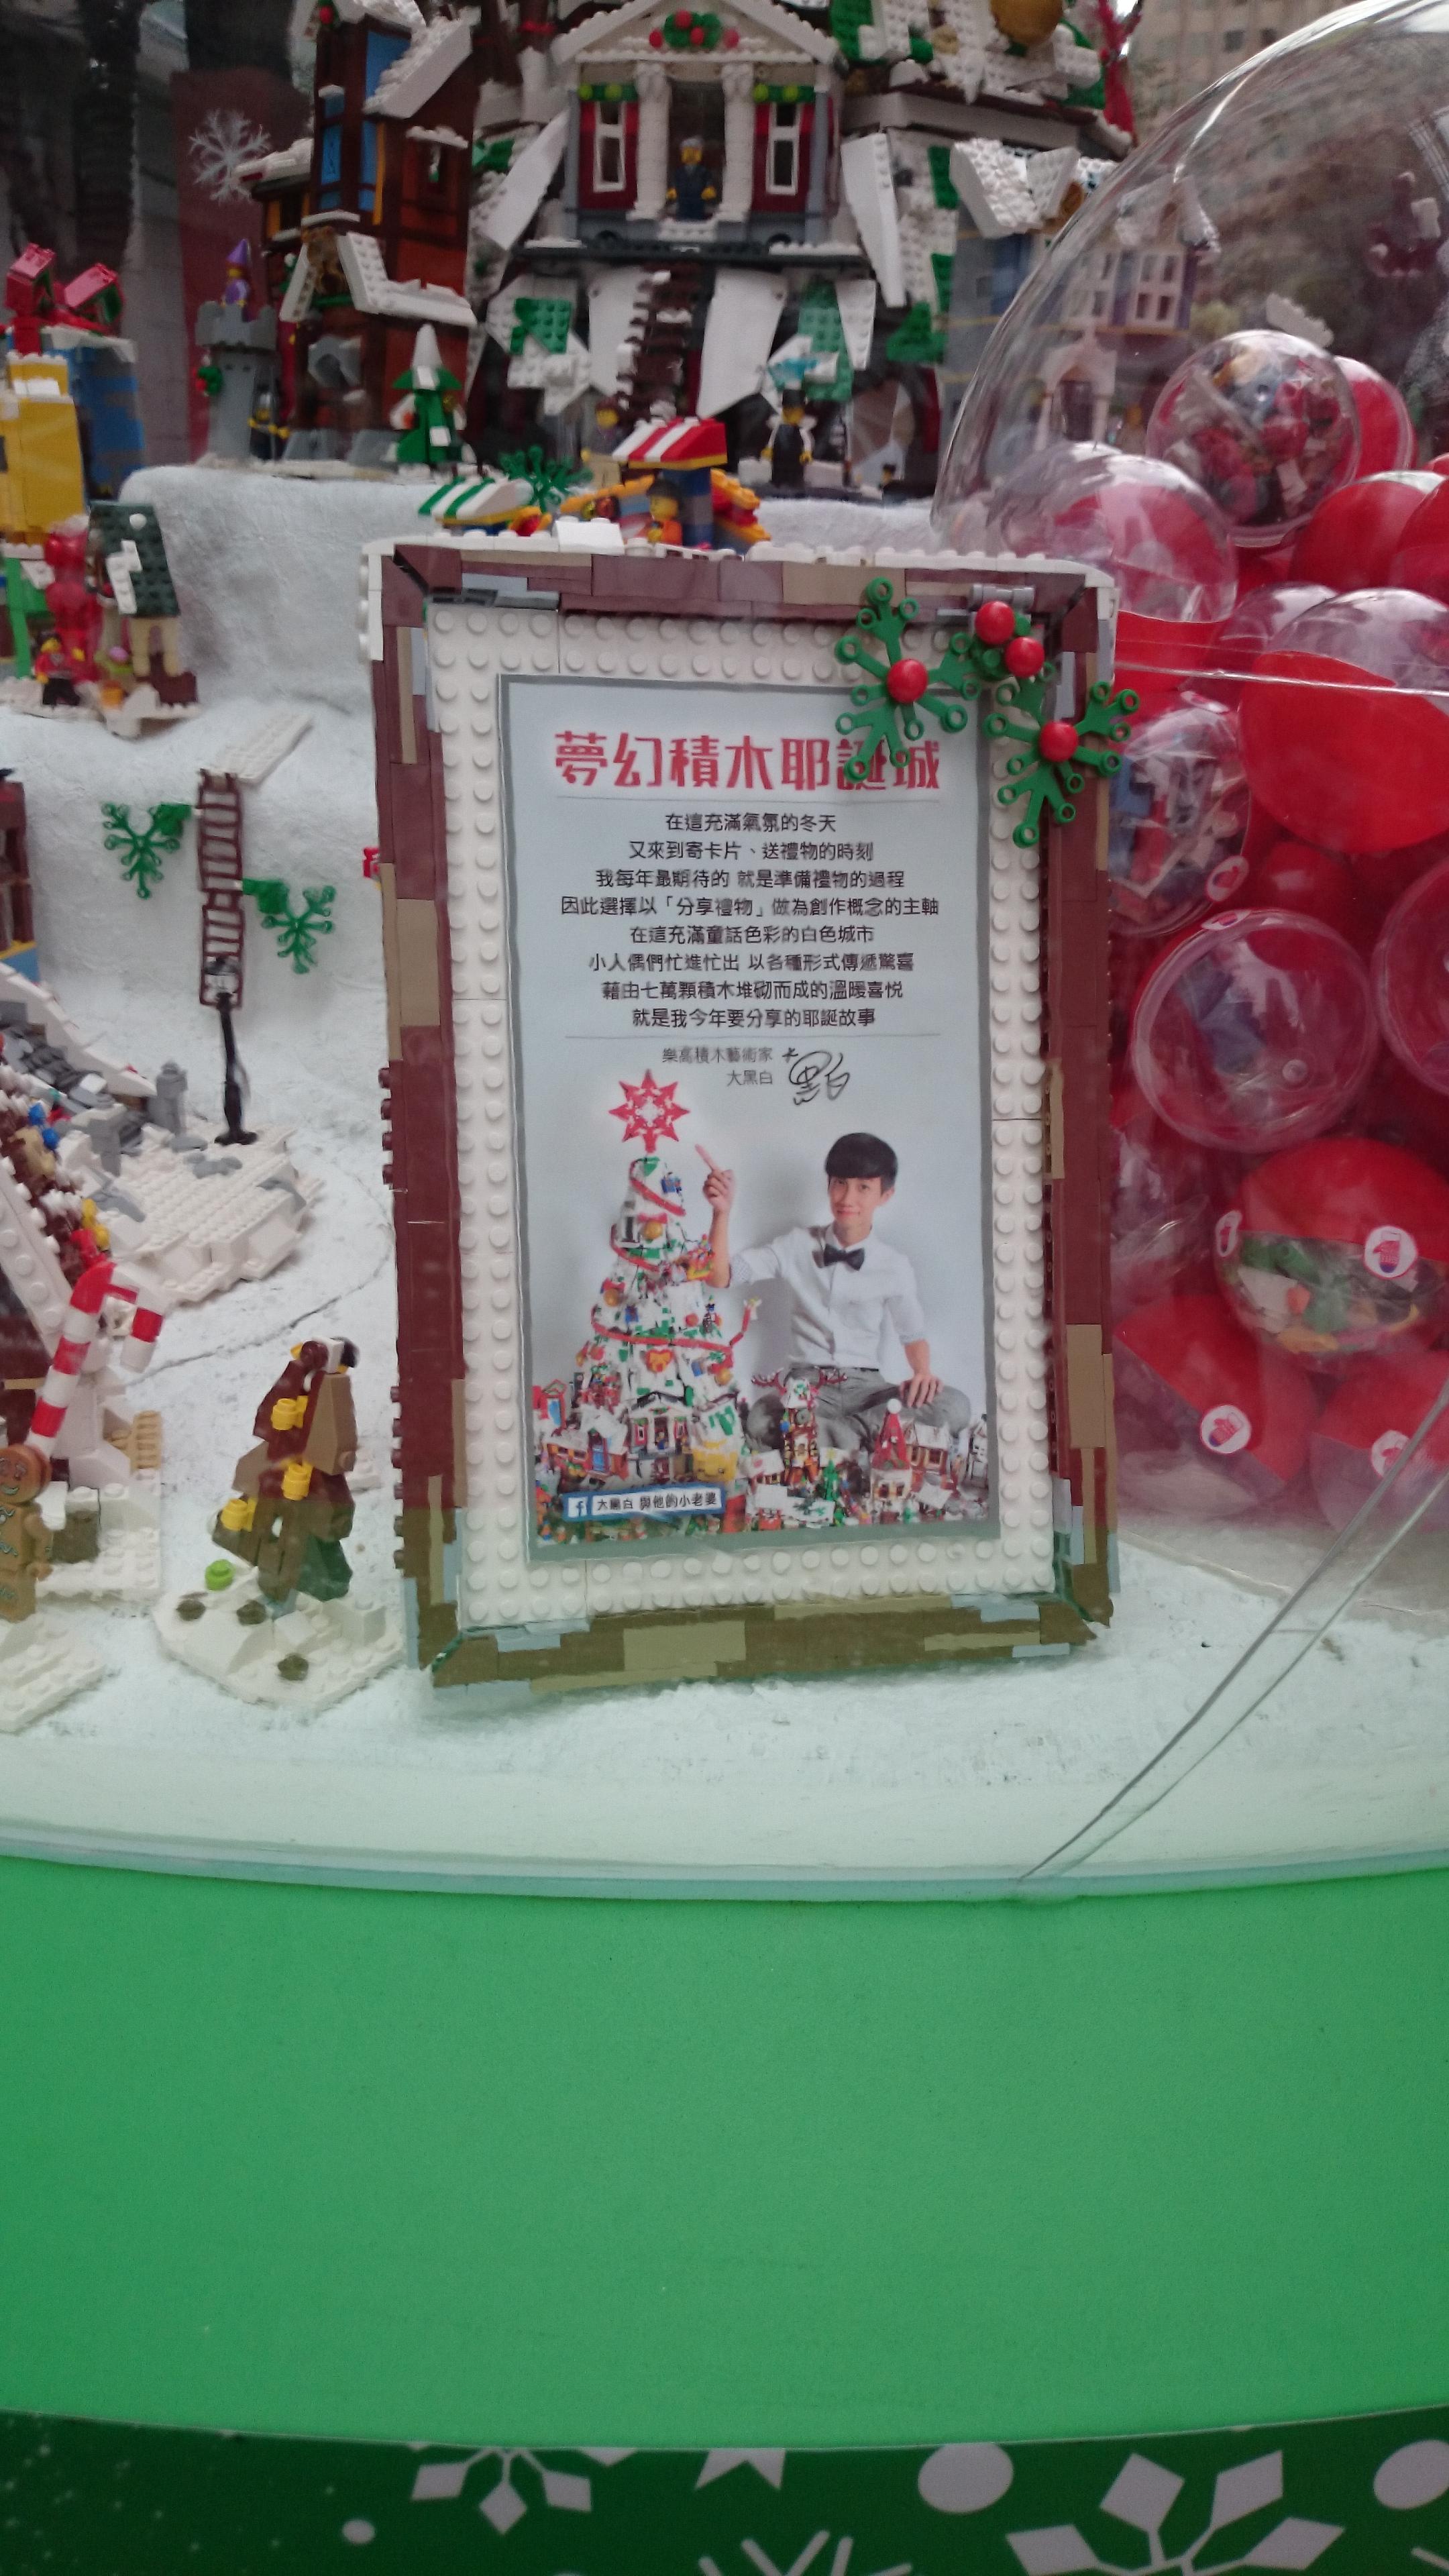 夢幻積木耶誕城
在這充滿氣氛的冬天
又來到寄卡片、送禮物的時刻
我每年最期待的 就是準備禮物的過程
因此選擇以「分享禮物」做為創作概念的主軸
在這充滿童話色彩的白色城市
小人偶們忙進忙出 以各種形式傳遞驚喜
藉由七萬顆積木堆砌而成的溫暖喜悅
就是我今年要分享的耶誕故事
樂高積木藝術家
大黑白
f 大黑白 與他的小老婆